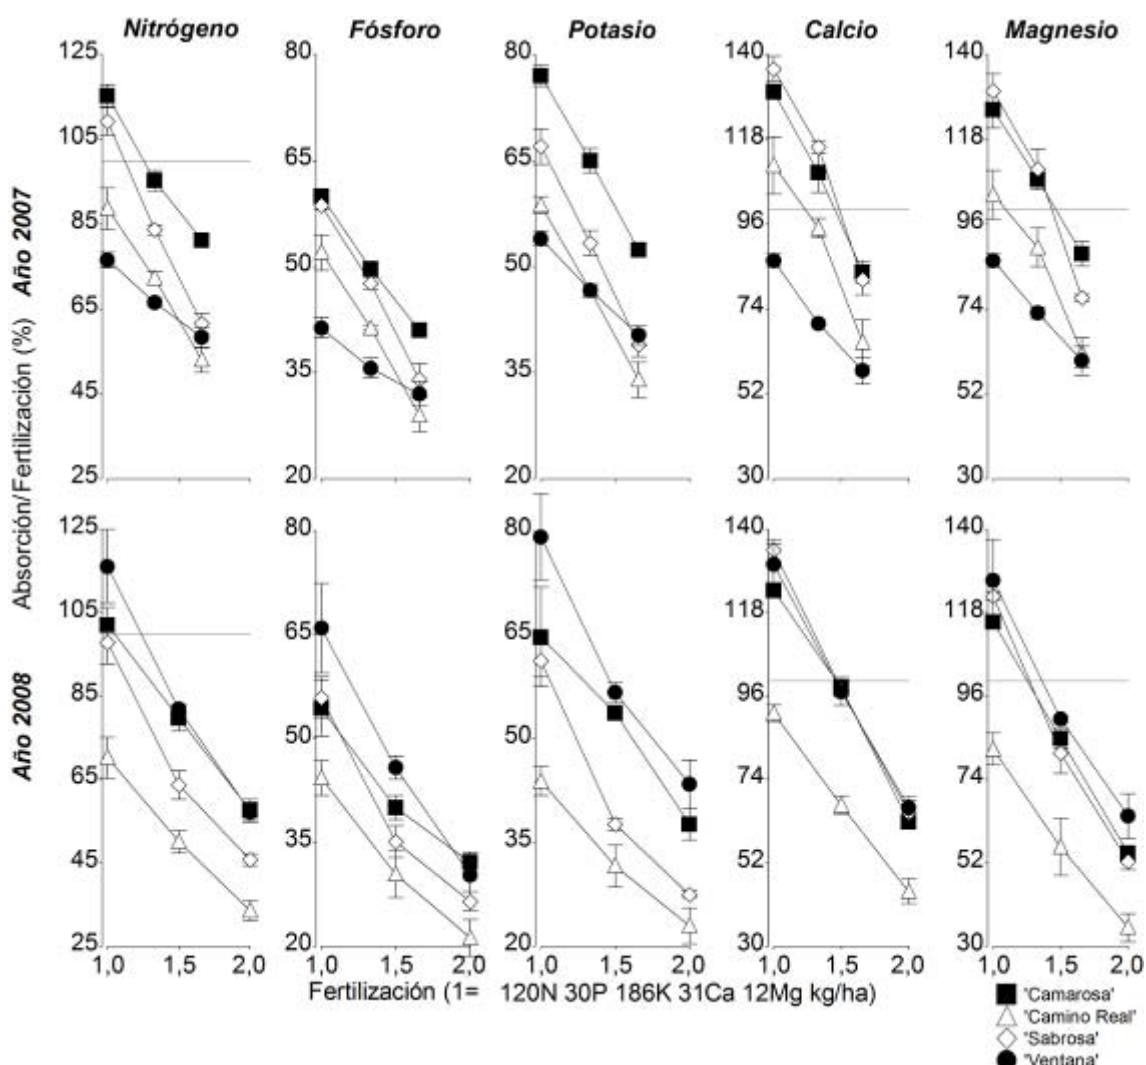 Nitrógeno Fósforo Potasio Calcio Magnesio
Absorción/Fertilización (%)
Año 2007
125 80 80 140 140
105 65 65 118 118
85 50 50 96 96
65 35 35 74 74
45 52 52
25 20 20 30 30
Año 2008
125 80 80 140 140
105 65 65 118 118
85 50 50 96 96
65 35 35 74 74
45 52 52
25 20 20 30 30
1,0 1,5 2,0 1,0 1,5 2,0 1,0 1,5 2,0 1,0 1,5 2,0 1,0 1,5 2,0
Fertilización (1= 120N 30P 186K 31Ca 12Mg kg/ha)
'Camarosa'
'Camino Real'
'Sabrosa'
'Ventana'